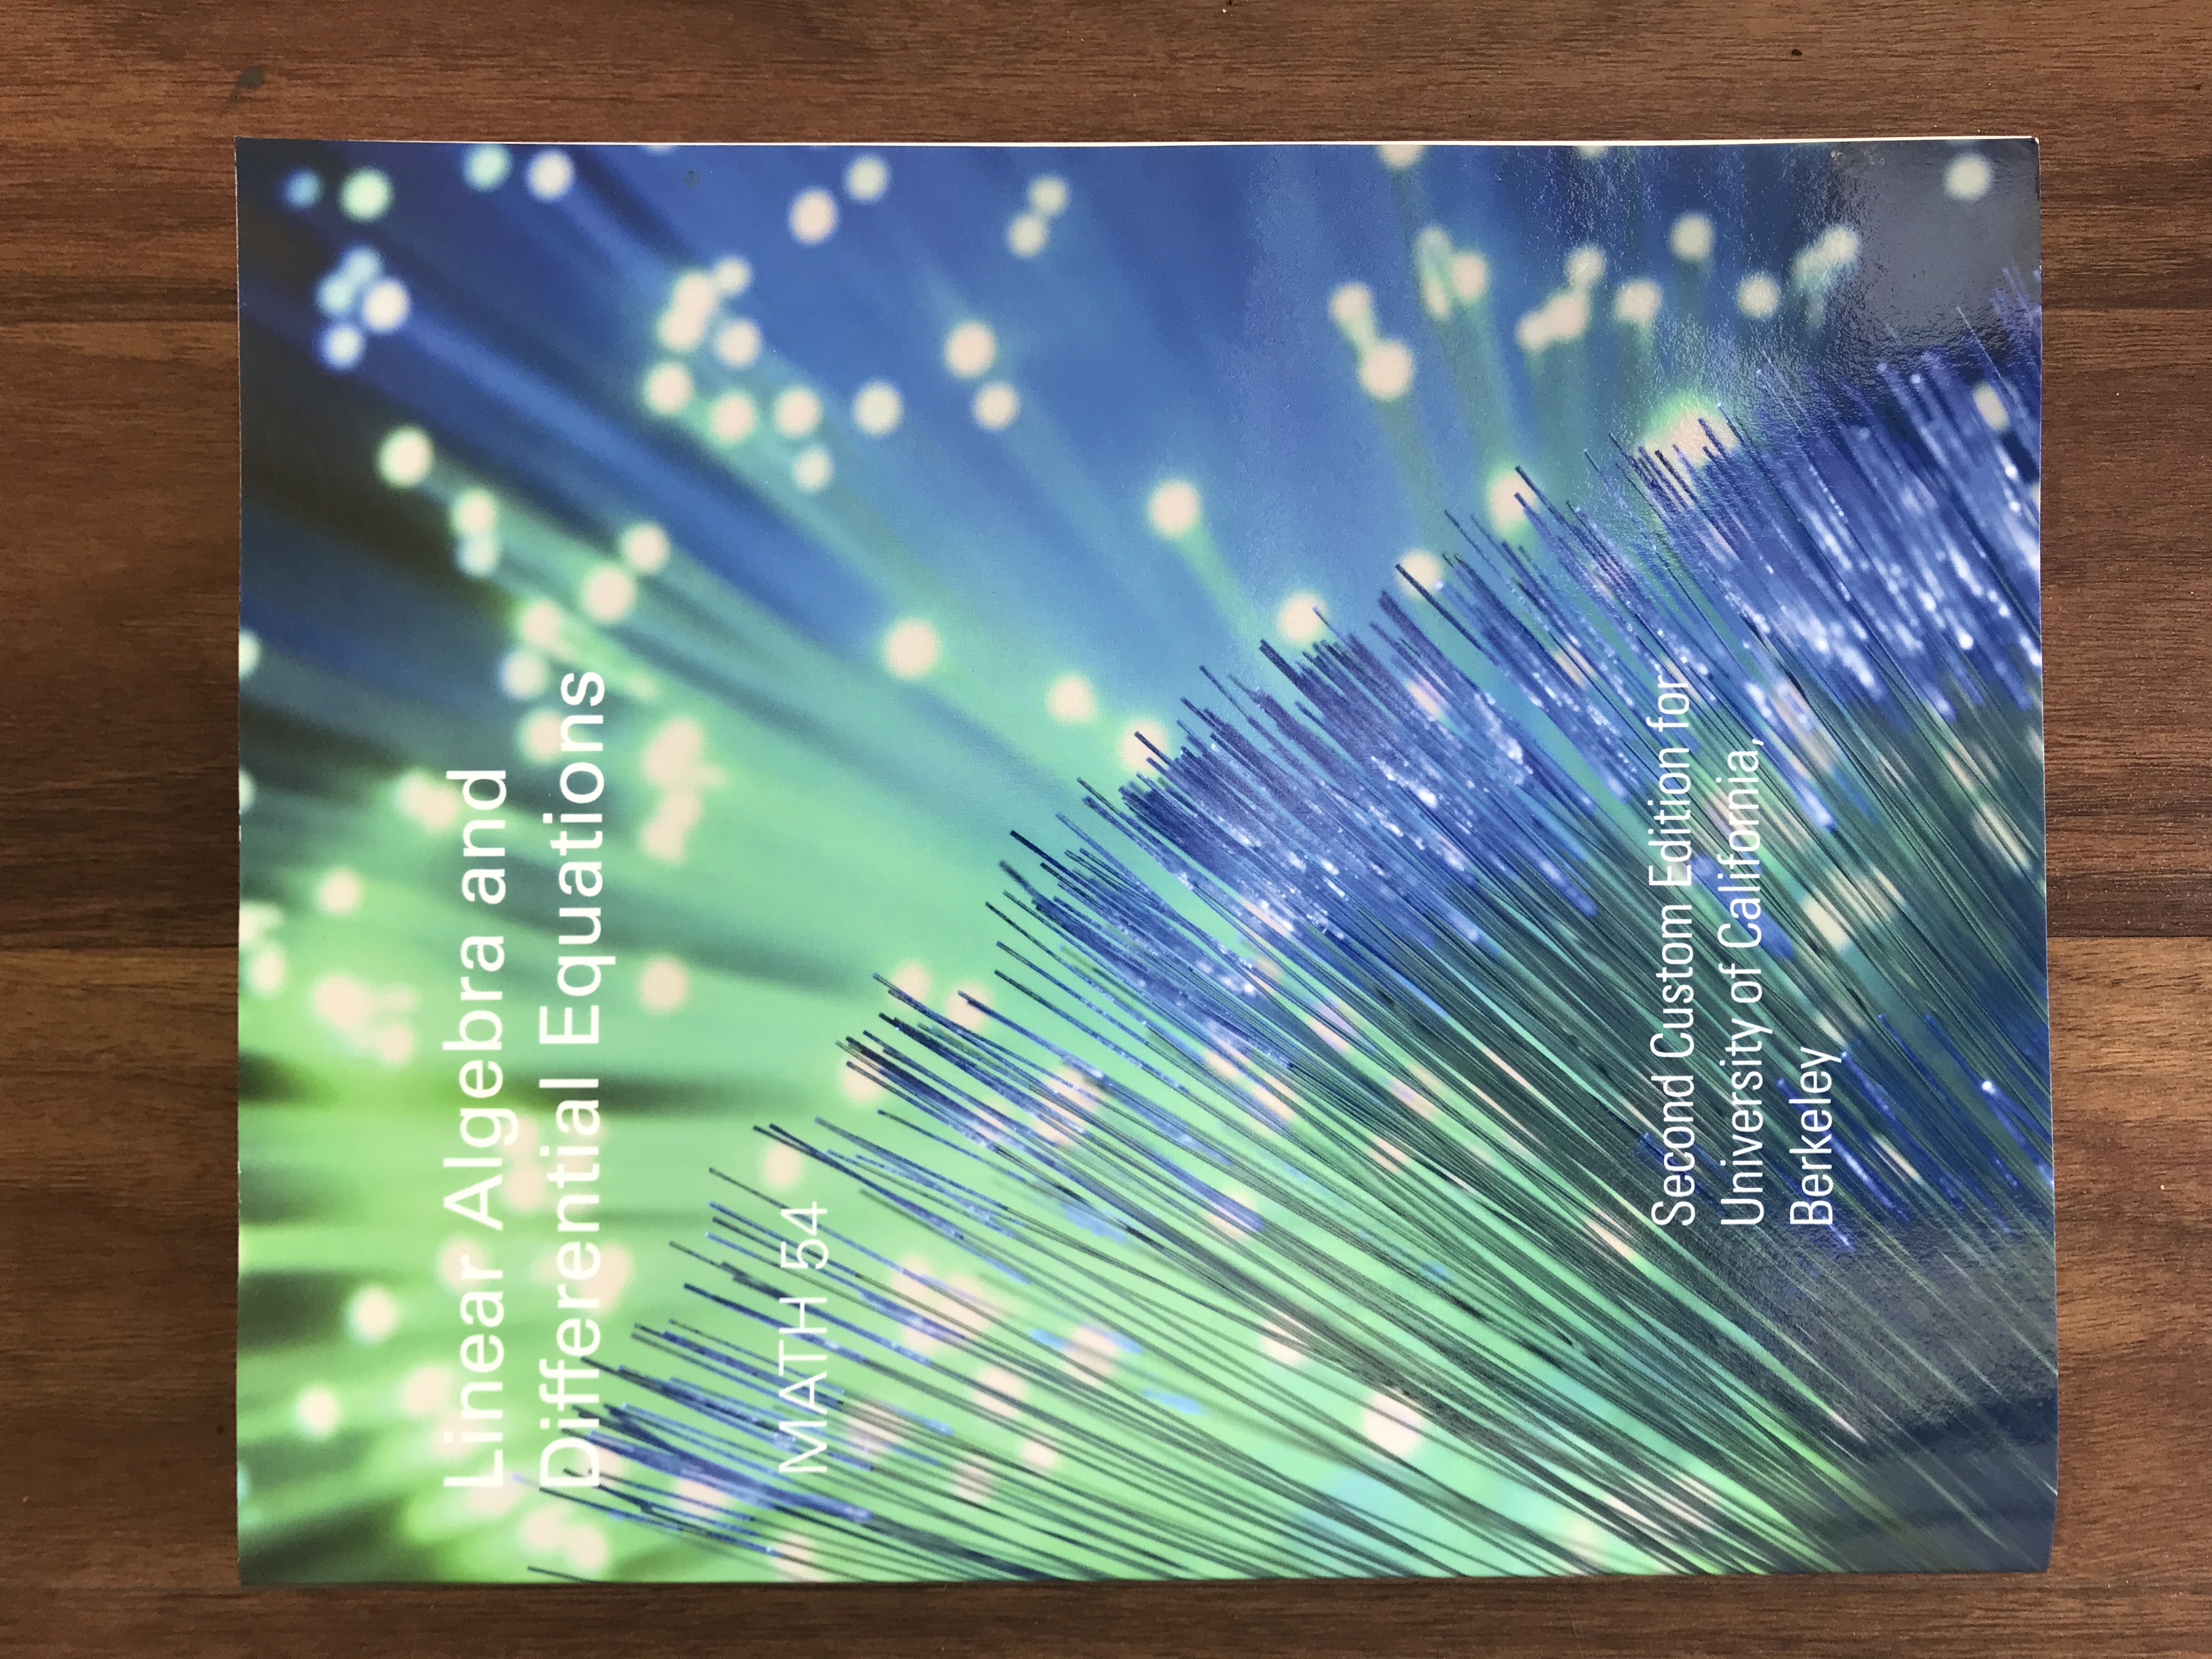 Linear Algebra and
Differential Equations
MATH 54
Second Custom Edition for
University of California,
Berkeley